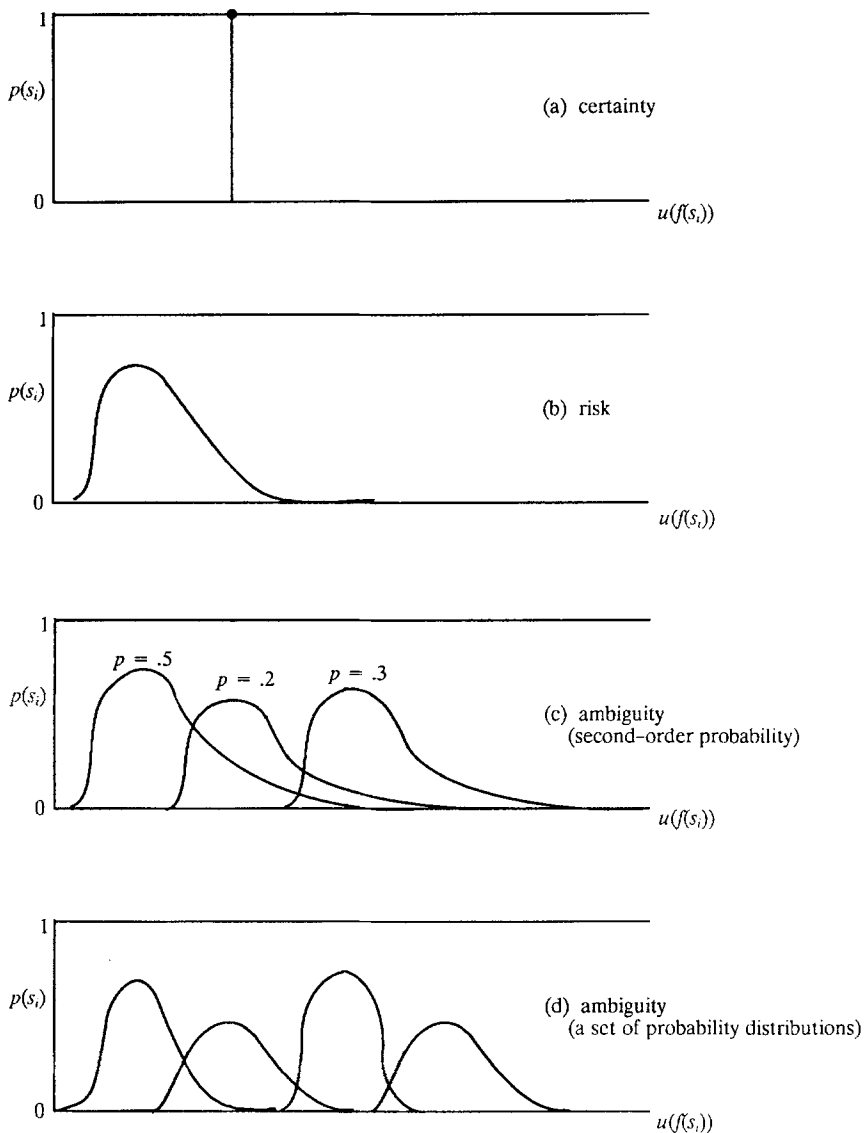 1
p(sᵢ)
(a) certainty
0
u(f(sᵢ))
1
p(sᵢ)
(b) risk
0
u(f(sᵢ))
1
p = .5
p = .2
p = .3
p(sᵢ)
(c) ambiguity
(second-order probability)
0
u(f(sᵢ))
1
p(sᵢ)
(d) ambiguity
(a set of probability distributions)
0
u(f(sᵢ))